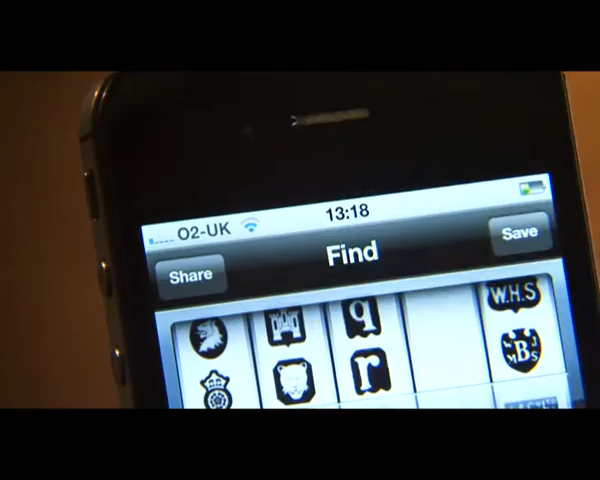 O2-UK
13:18
Share
Find
Save
q
W.H.S
r
W J
M B S